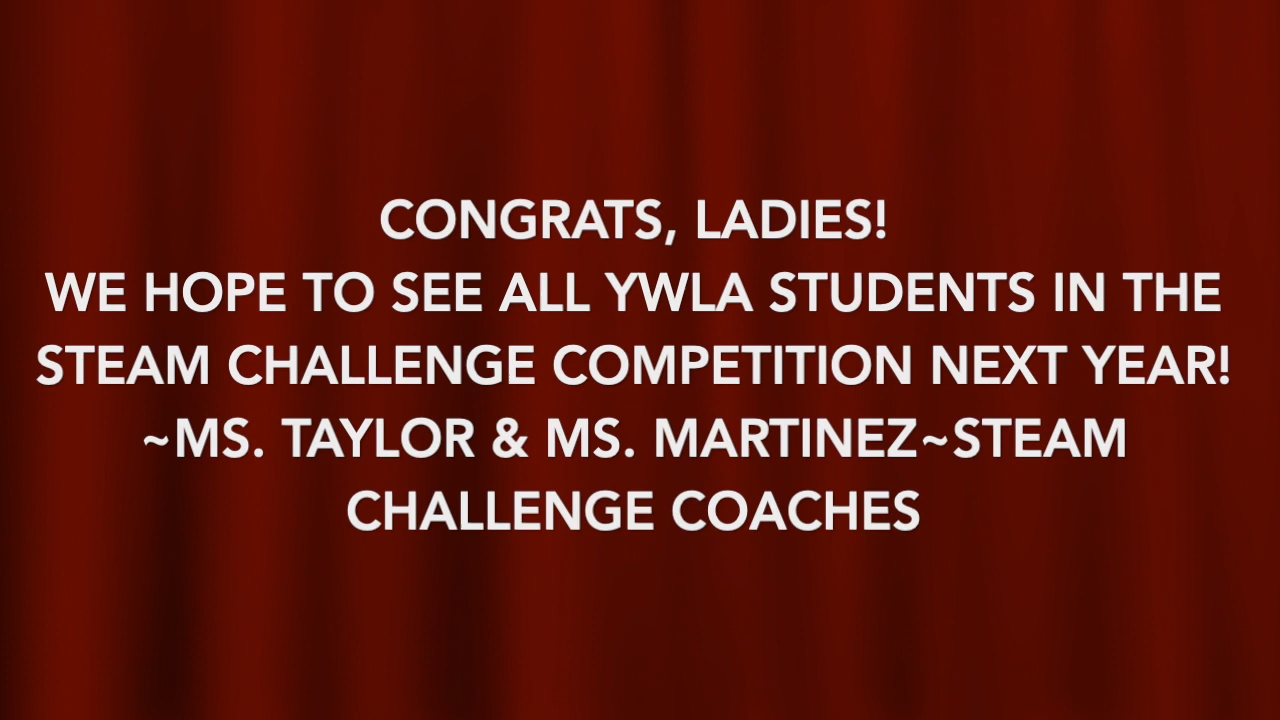 CONGRATS, LADIES!
WE HOPE TO SEE ALL YWLA STUDENTS IN THE
STEAM CHALLENGE COMPETITION NEXT YEAR!
~MS. TAYLOR & MS. MARTINEZ~STEAM
CHALLENGE COACHES